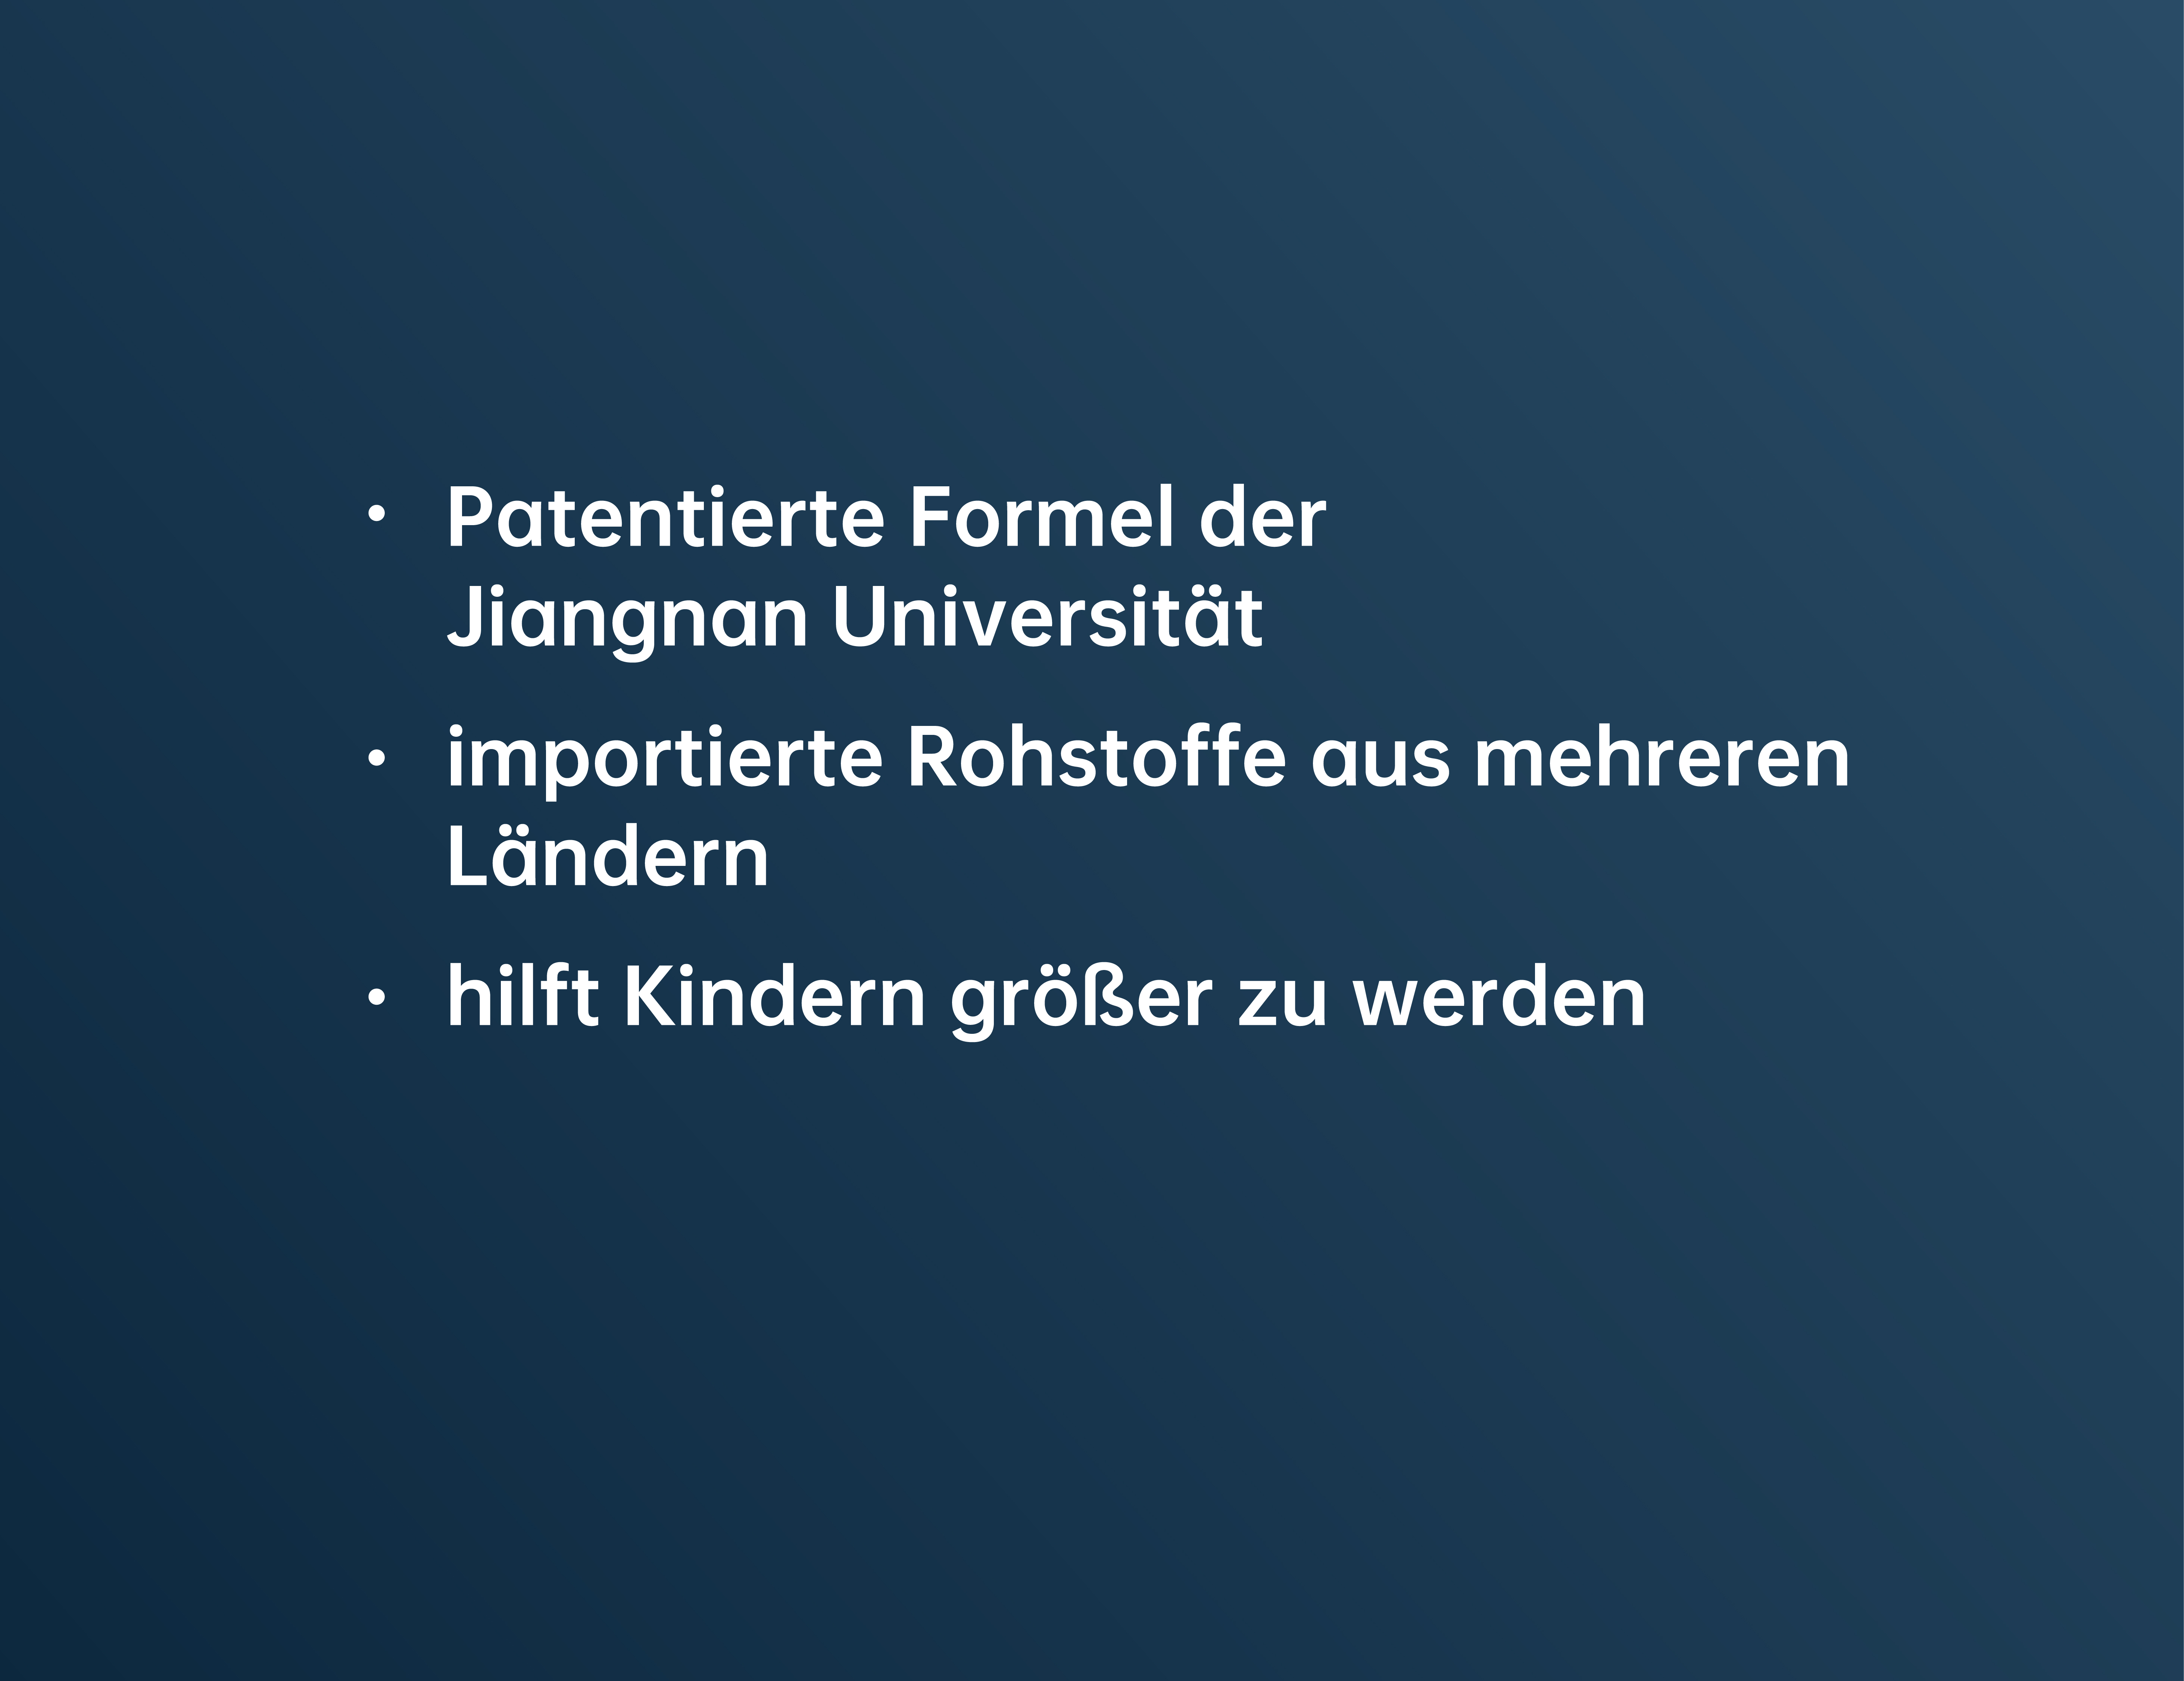 • Patentierte Formel der
Jiangnan Universität
• importierte Rohstoffe aus mehreren
Ländern
• hilft Kindern größer zu werden